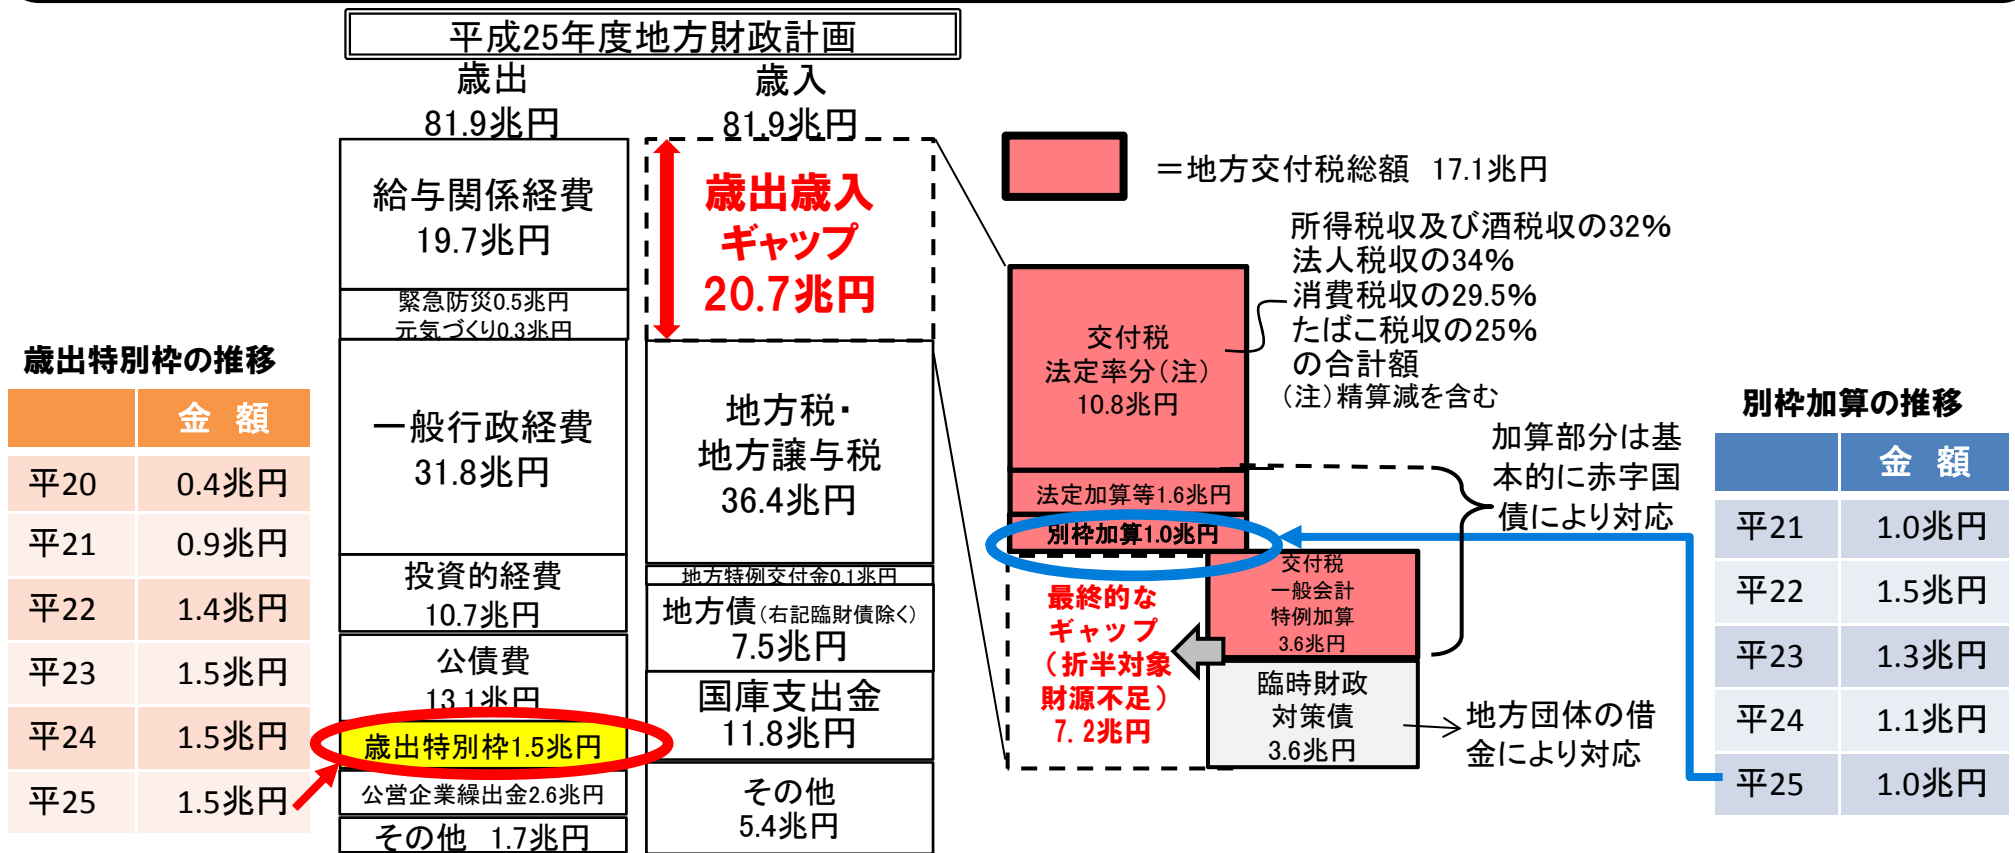 平成25年度地方財政計画
歳出
81.9兆円
歳入
81.9兆円
給与関係経費
19.7兆円
緊急防災0.5兆円
元気づくり0.3兆円
一般行政経費
31.8兆円
投資的経費
10.7兆円
公債費
13.1兆円
歳出特別枠1.5兆円
公営企業繰出金2.6兆円
その他 1.7兆円
歳出歳入
ギャップ
20.7兆円
地方税・
地方譲与税
36.4兆円
地方特例交付金0.1兆円
地方債(右記臨財債除く)
7.5兆円
国庫支出金
11.8兆円
その他
5.4兆円
歳出特別枠の推移
金 額
平20 0.4兆円
平21 0.9兆円
平22 1.4兆円
平23 1.5兆円
平24 1.5兆円
平25 1.5兆円
=地方交付税総額 17.1兆円
交付税
法定率分(注)
10.8兆円
法定加算等1.6兆円
別枠加算1.0兆円
最終的な
ギャップ
(折半対象
財源不足)
7.2兆円
交付税
一般会計
特例加算
3.6兆円
臨時財政
対策債
3.6兆円
所得税収及び酒税収の32%
法人税収の34%
消費税収の29.5%
たばこ税収の25%
の合計額
(注)精算減を含む
加算部分は基
本的に赤字国
債により対応
地方団体の借
金により対応
別枠加算の推移
金 額
平21 1.0兆円
平22 1.5兆円
平23 1.3兆円
平24 1.1兆円
平25 1.0兆円